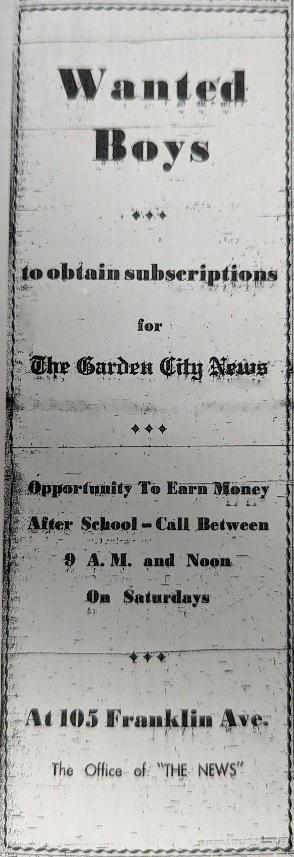 Wanted
Boys
to obtain subscriptions
for
The Garden City News
Opportunity To Earn Money
After School – Call Between
9 A. M. and Noon
On Saturdays
At 105 Franklin Ave.
The Office of "THE NEWS"